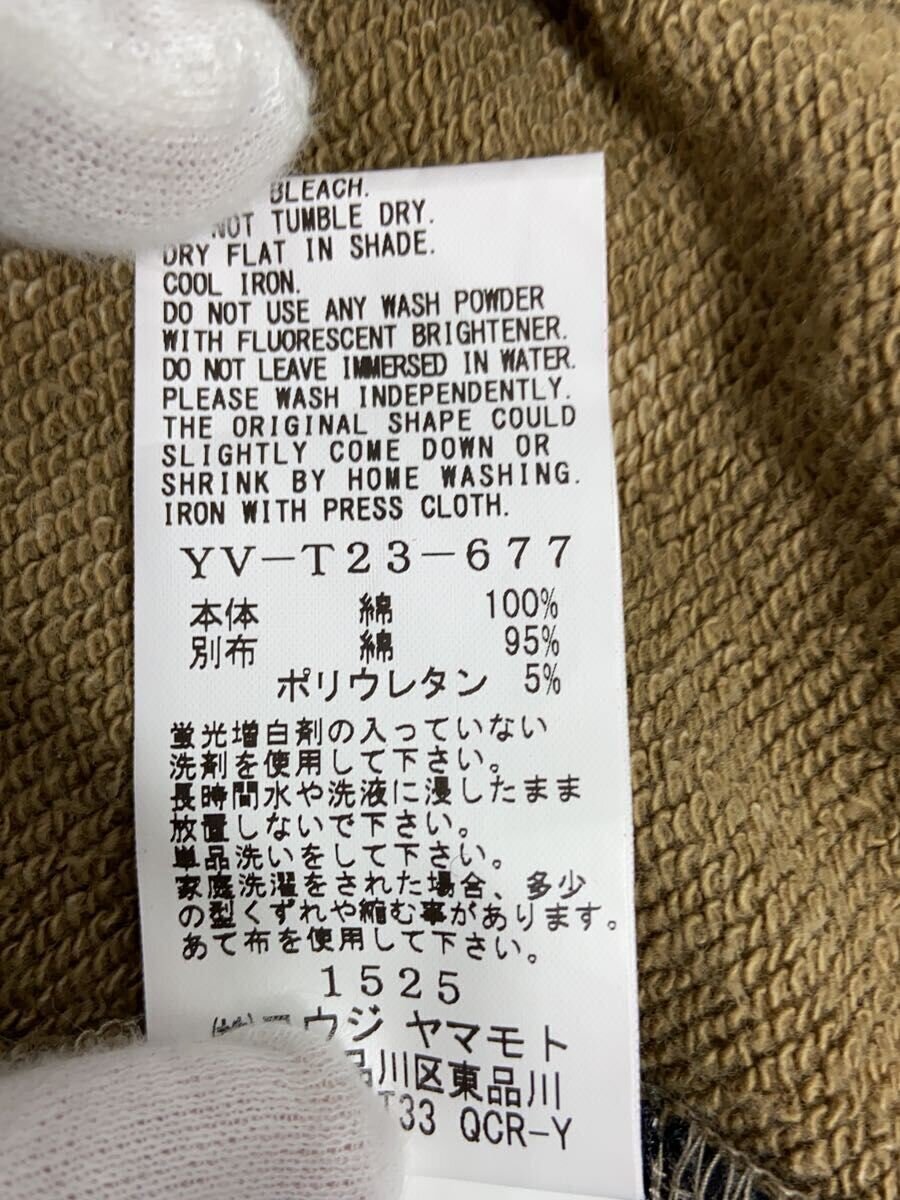 BLEACH.
NOT TUMBLE DRY.
DRY FLAT IN SHADE.
COOL IRON.
DO NOT USE ANY WASH POWDER
WITH FLUORESCENT BRIGHTENER.
DO NOT LEAVE IMMERSED IN WATER.
PLEASE WASH INDEPENDENTLY.
THE ORIGINAL SHAPE COULD
SLIGHTLY COME DOWN OR
SHRINK BY HOME WASHING.
IRON WITH PRESS CLOTH.
YV-T23-677
本体 綿 100%
別布 綿 95%
ポリウレタン 5%
蛍光増白剤の入っていない
洗剤を使用して下さい。
長時間水や洗液に浸したまま
放置しないで下さい。
単品洗いをして下さい。
家庭洗濯をされた場合、多少
の型くずれや縮む事があります。
あて布を使用して下さい。
1525
ヨウジ ヤマモト
品川区東品川
T33 QCR-Y